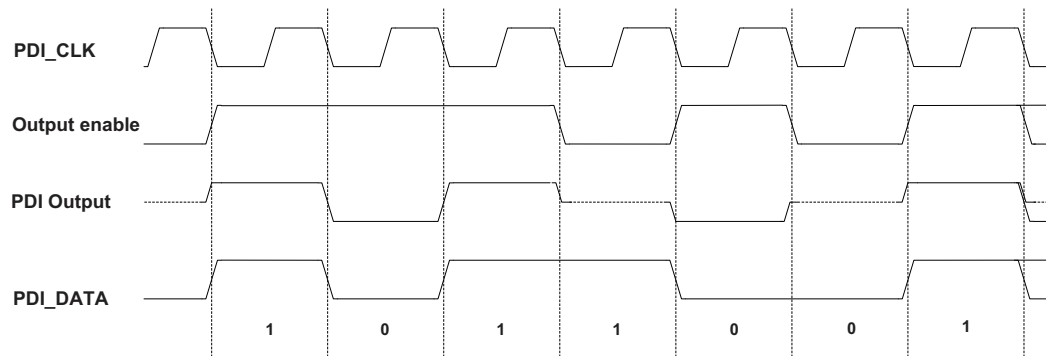 PDI_CLK
Output enable
PDI Output
PDI_DATA
1 0 1 1 0 0 1